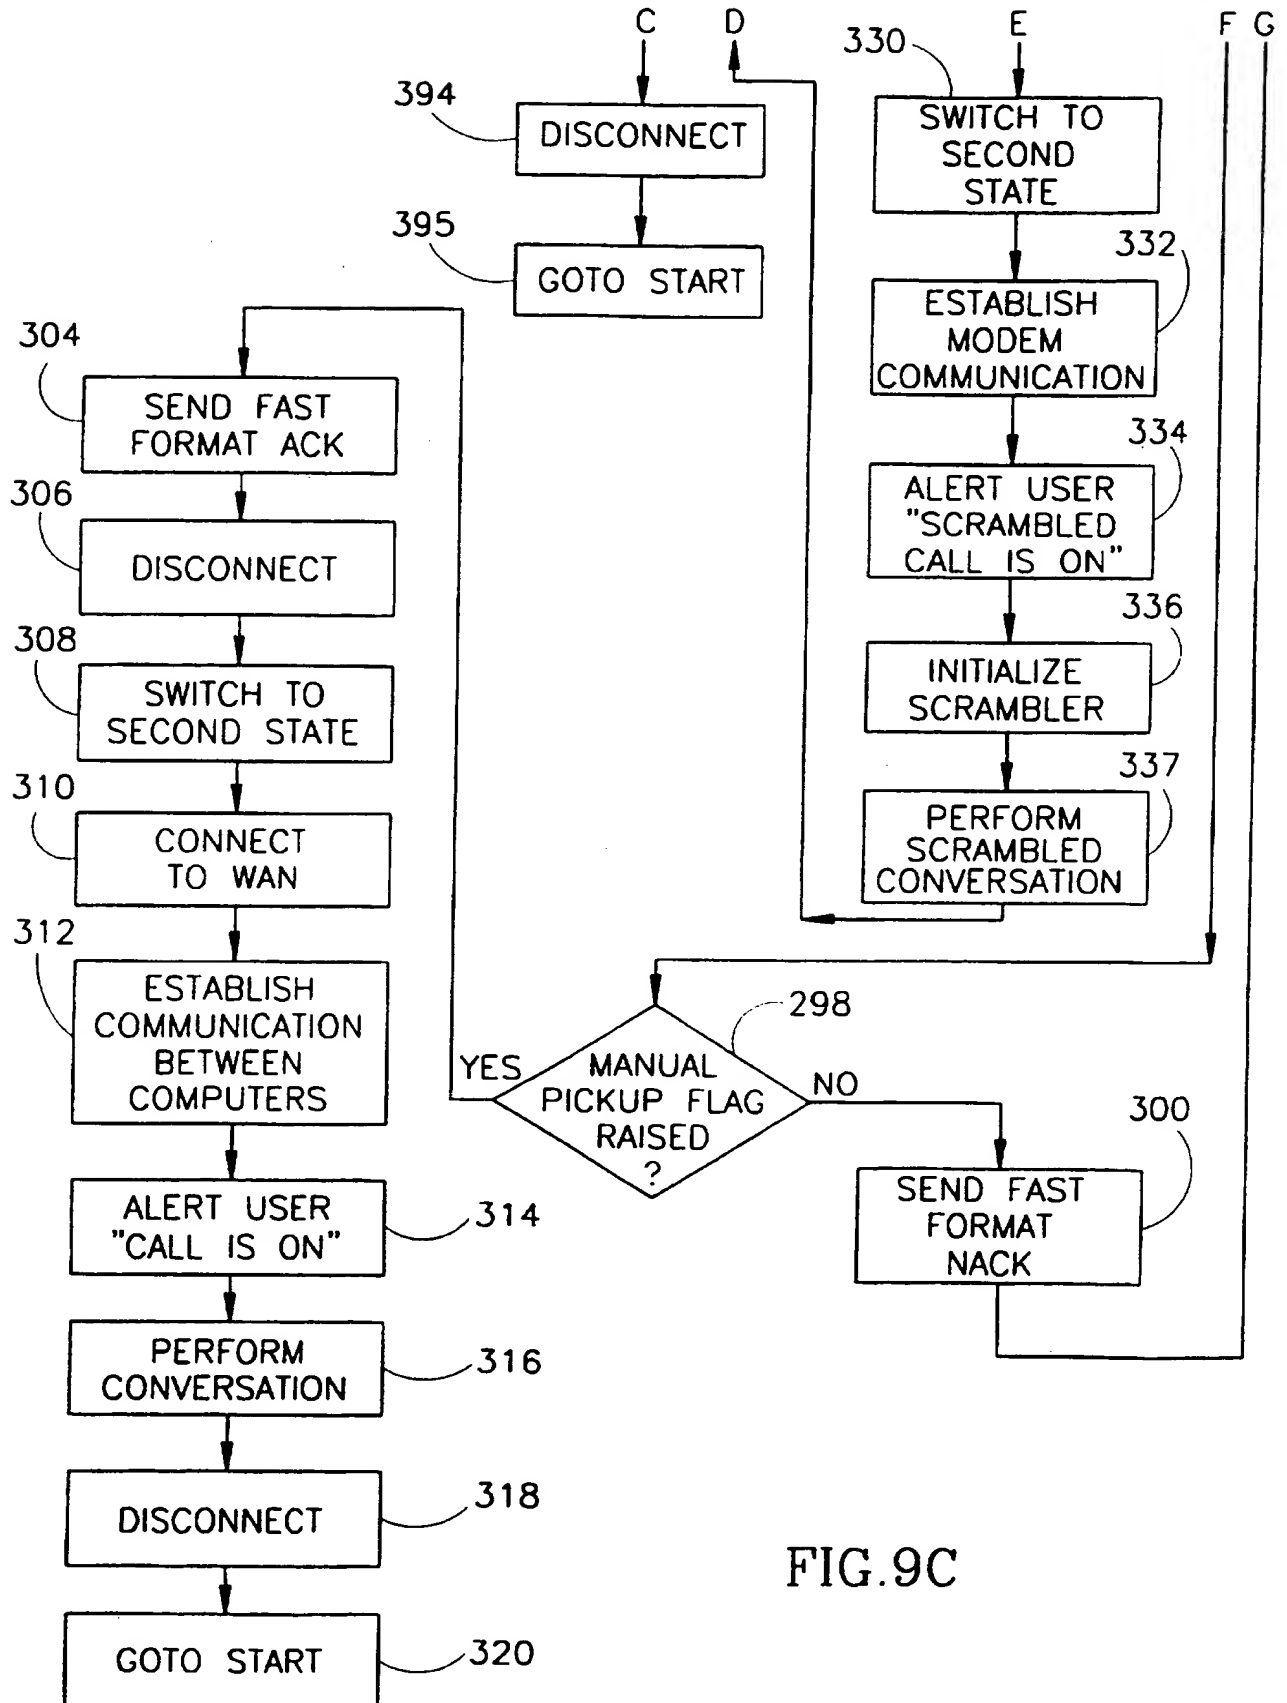 C D E F G
330
SWITCH TO
SECOND
STATE
394
DISCONNECT
395
GOTO START
332
ESTABLISH
MODEM
COMMUNICATION
334
ALERT USER
"SCRAMBLED
CALL IS ON"
336
INITIALIZE
SCRAMBLER
337
PERFORM
SCRAMBLED
CONVERSATION
304
SEND FAST
FORMAT ACK
306
DISCONNECT
308
SWITCH TO
SECOND STATE
310
CONNECT
TO WAN
312
ESTABLISH
COMMUNICATION
BETWEEN
COMPUTERS
314
ALERT USER
"CALL IS ON"
316
PERFORM
CONVERSATION
318
DISCONNECT
320
GOTO START
298
MANUAL
PICKUP FLAG
RAISED
?
YES
NO
300
SEND FAST
FORMAT
NACK
FIG.9C